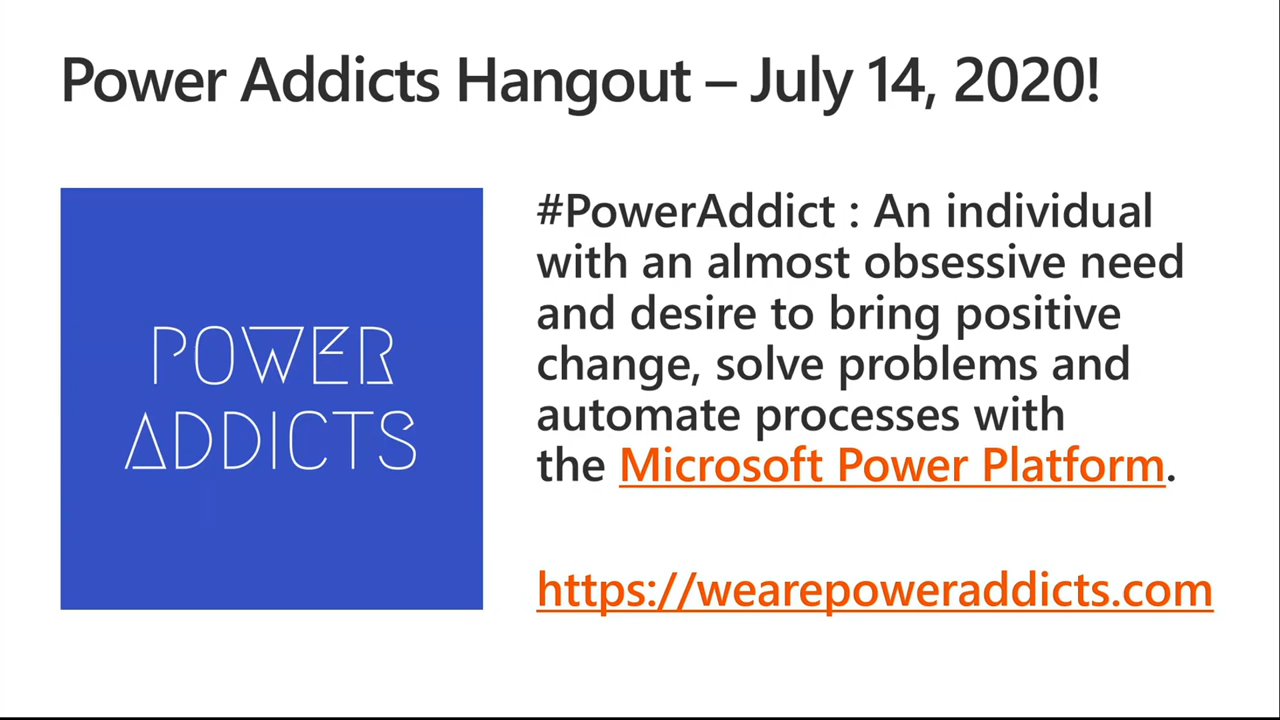 Power Addicts Hangout – July 14, 2020!
POWER
ADDICTS
#PowerAddict : An individual
with an almost obsessive need
and desire to bring positive
change, solve problems and
automate processes with
the Microsoft Power Platform.
https://wearepoweraddicts.com